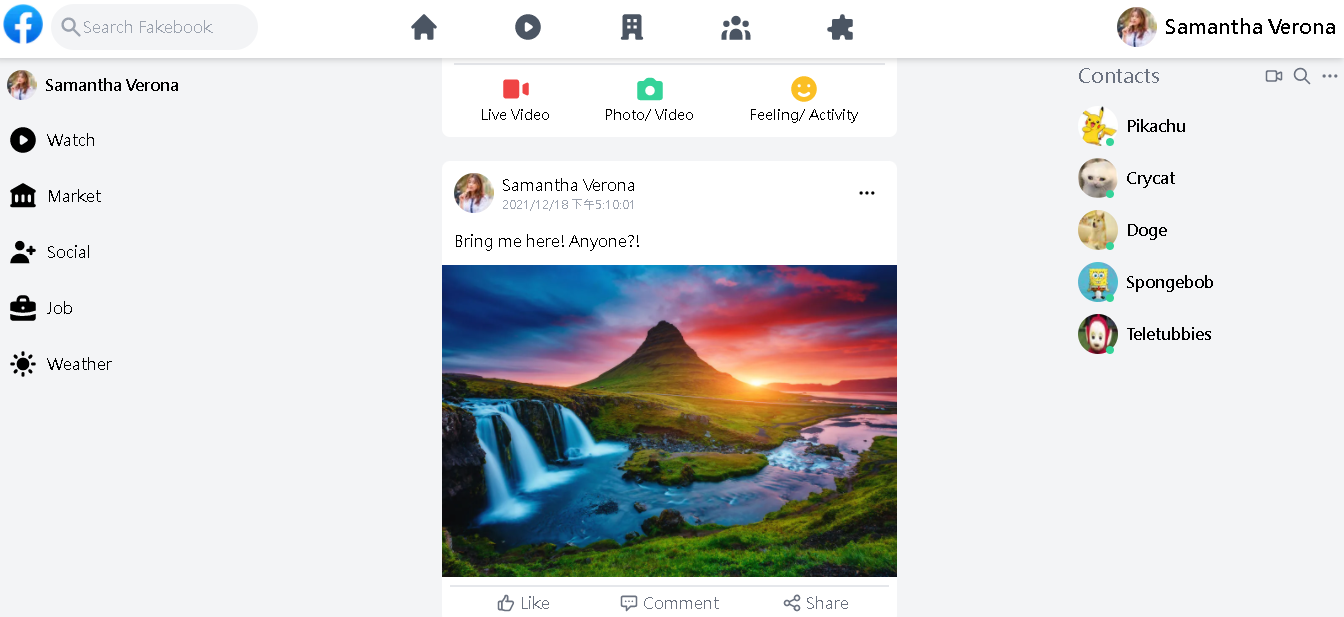 Search Fakebook
Samantha Verona
Samantha Verona
Watch
Market
Social
Job
Weather
Live Video
Photo/ Video
Feeling/ Activity
Samantha Verona
2021/12/18 下午5:10:01
Bring me here! Anyone?!
Like
Comment
Share
Contacts
Pikachu
Crycat
Doge
Spongebob
Teletubbies